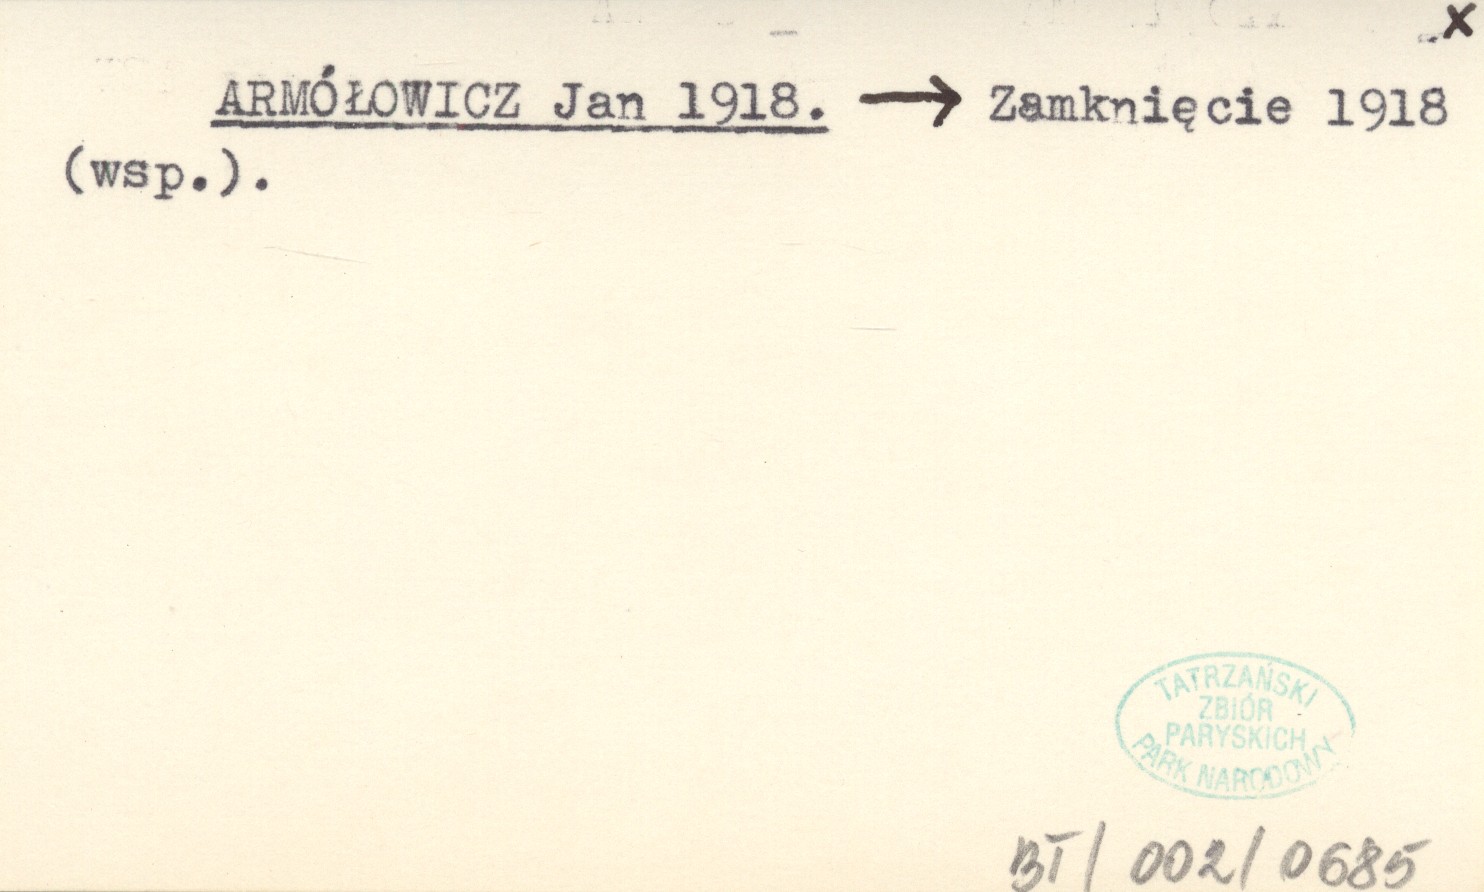 x
ARMÓŁOWICZ Jan 1918. → Zamknięcie 1918
(wsp.).
TATRZAŃSKI
ZBIÓR
PARYSKICH
PARK NARODOWY
BT/ 002/ 0685